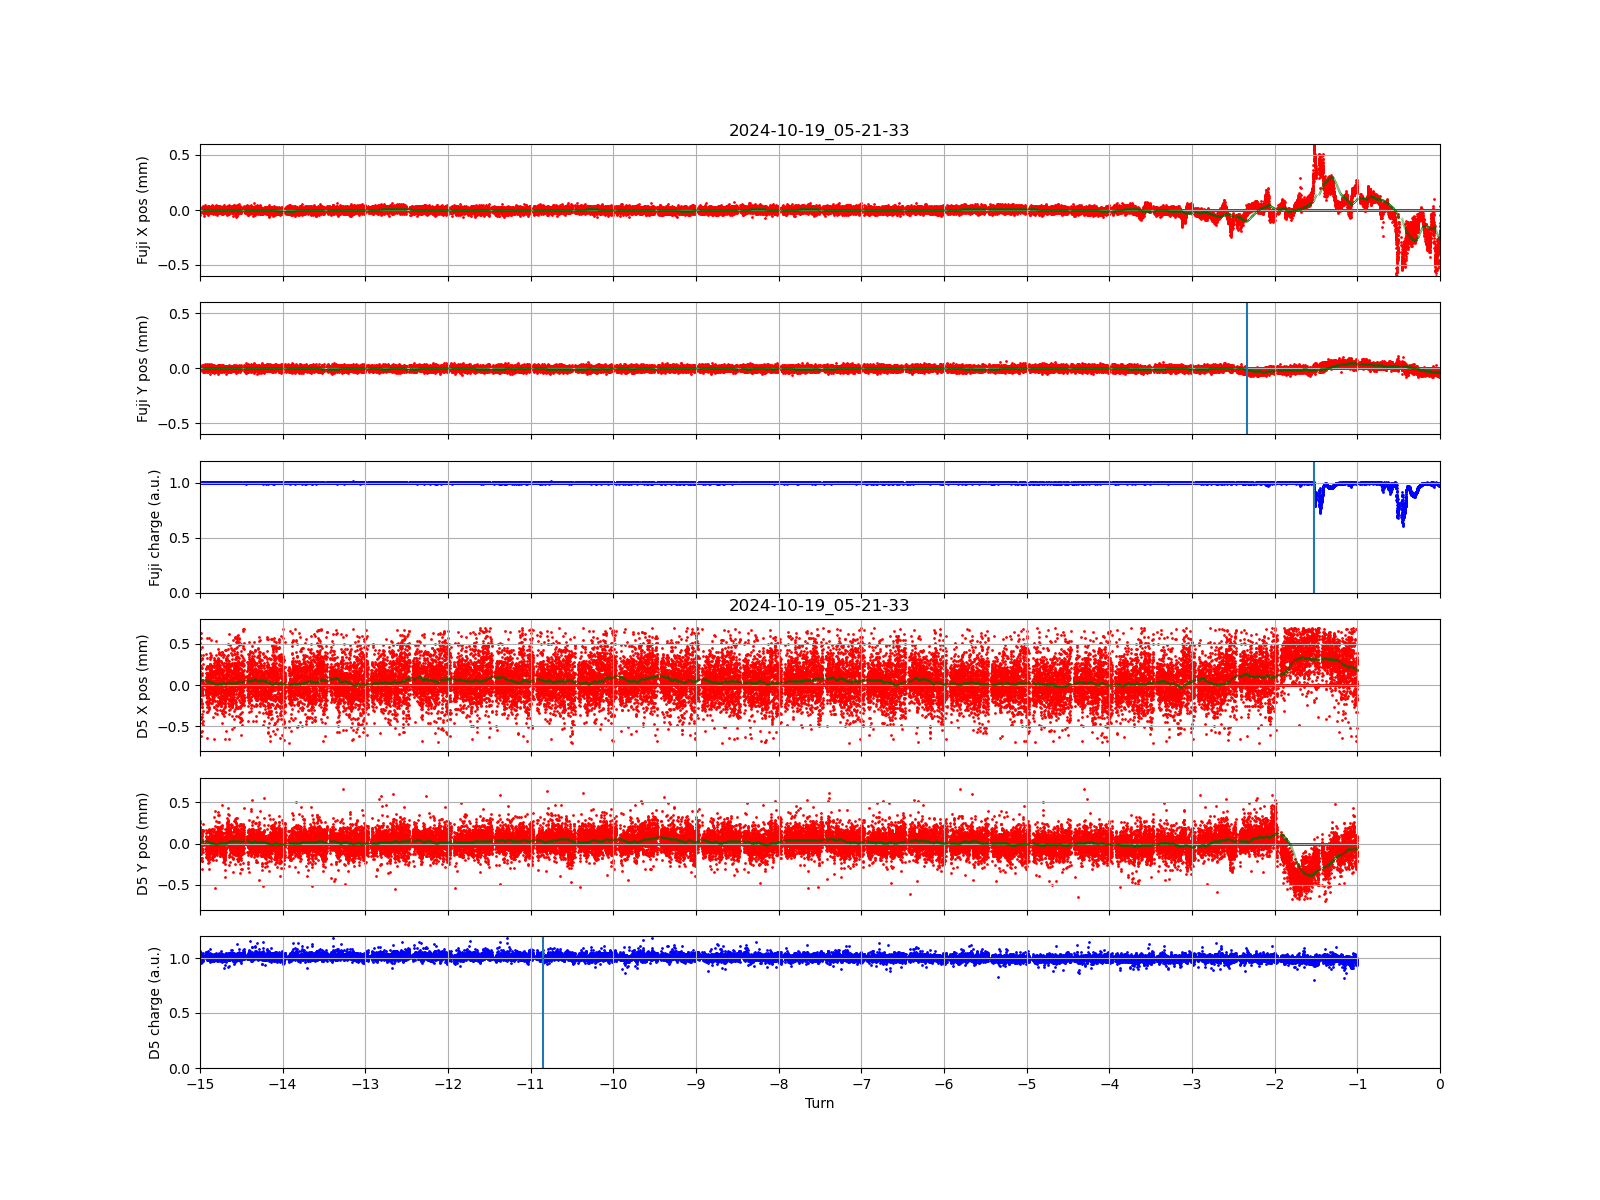 2024-10-19_05-21-33
Fuji X pos (mm)
0.5
0.0
−0.5
Fuji Y pos (mm)
0.5
0.0
−0.5
Fuji charge (a.u.)
1.0
0.5
0.0
2024-10-19_05-21-33
D5 X pos (mm)
0.5
0.0
−0.5
D5 Y pos (mm)
0.5
0.0
−0.5
D5 charge (a.u.)
1.0
0.5
0.0
−15 −14 −13 −12 −11 −10 −9 −8 −7 −6 −5 −4 −3 −2 −1 0
Turn